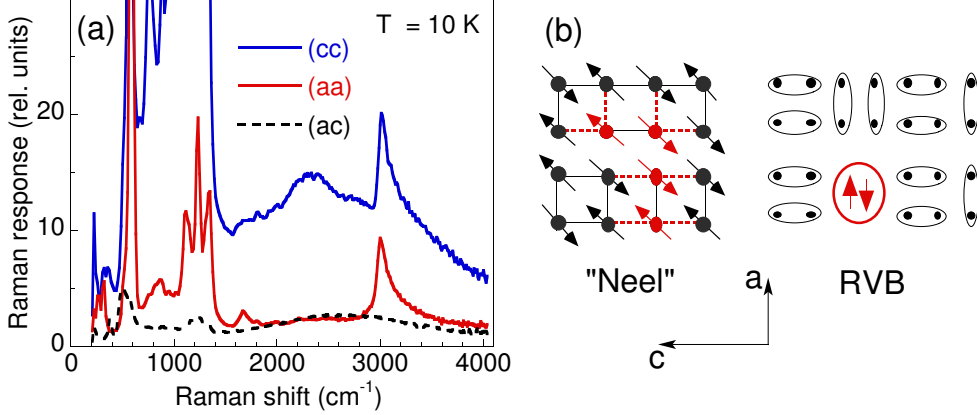 (a)
T = 10 K
(cc)
(aa)
(ac)
Raman response (rel. units)
20
10
0
0
1000
2000
3000
4000
Raman shift (cm⁻¹)
(b)
"Neel"
RVB
a
c